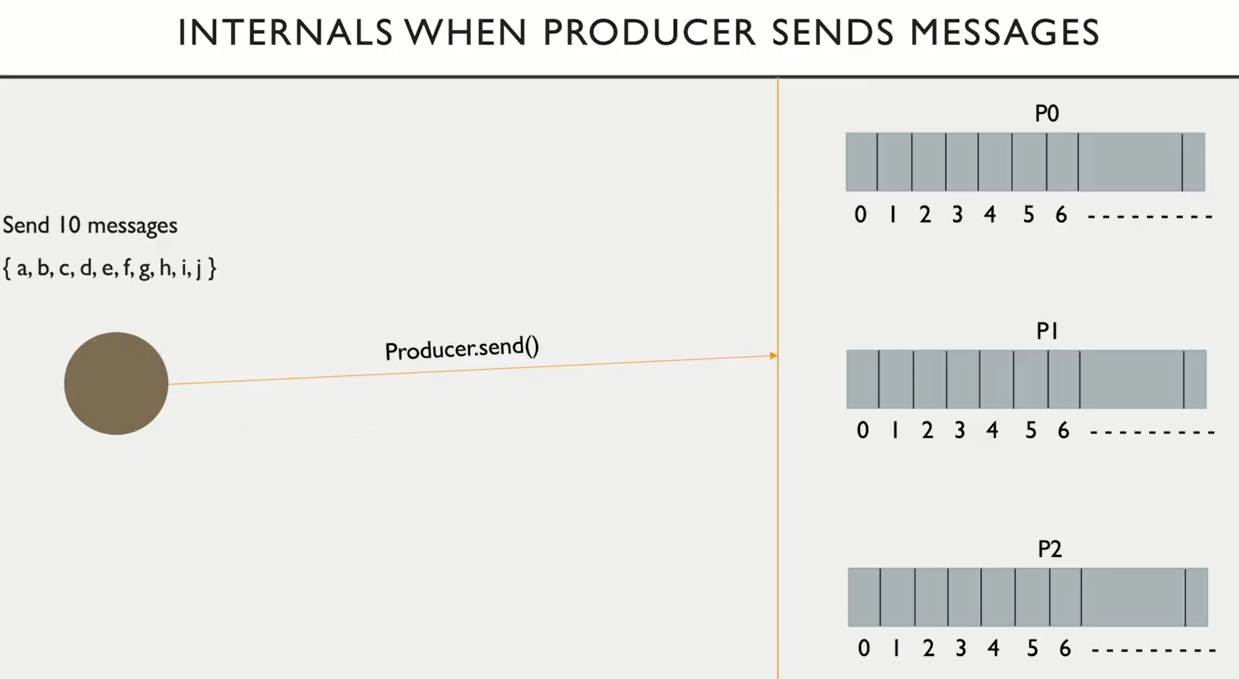 INTERNALS WHEN PRODUCER SENDS MESSAGES
Send 10 messages
{ a, b, c, d, e, f, g, h, i, j }
Producer.send()
P0
0 1 2 3 4 5 6 ---------
P1
0 1 2 3 4 5 6 ---------
P2
0 1 2 3 4 5 6 ---------